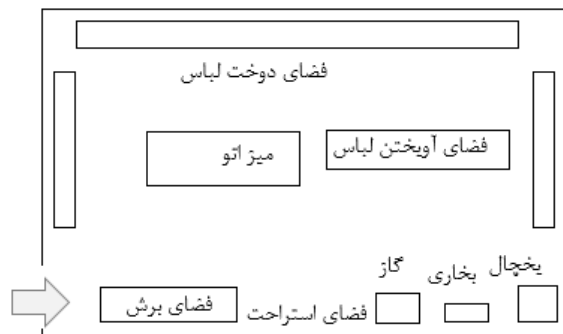 فضای دوخت لباس
فضای آویختن لباس
میز اتو
یخچال
بخاری
گاز
فضای استراحت
فضای برش